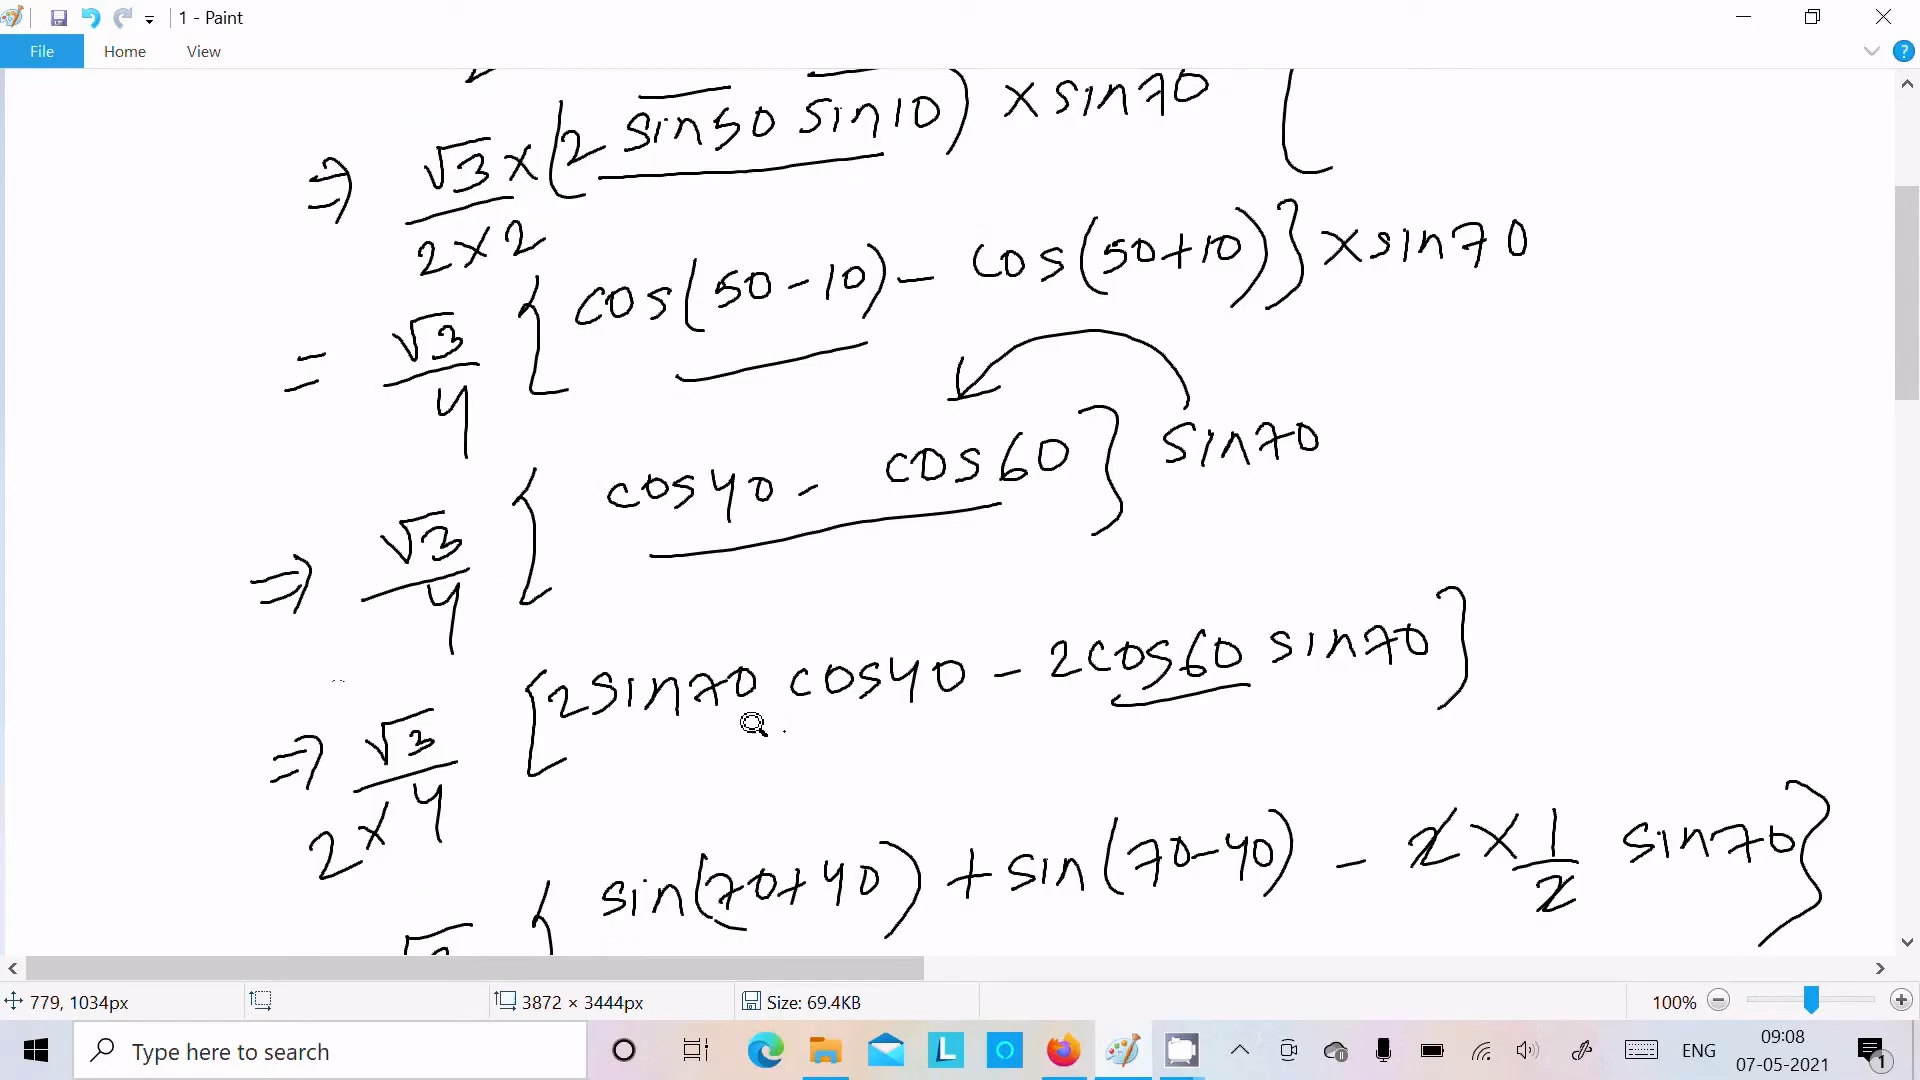 1 - Paint
File Home View
⇒ √3/2×2 ×(2 sin50 sin10) × sin70
= √3/4 {cos(50-10) - cos(50+10)} × sin70
⇒ √3/4 {cos40 - cos60} sin70
⇒ √3/2×4 [2sin70 cos40 - 2cos60 sin70]
{sin(70+40) + sin(70-40) - 2 × 1/2 sin70}
779, 1034px 3872 × 3444px Size: 69.4KB 100%
Type here to search ENG 09:08
07-05-2021